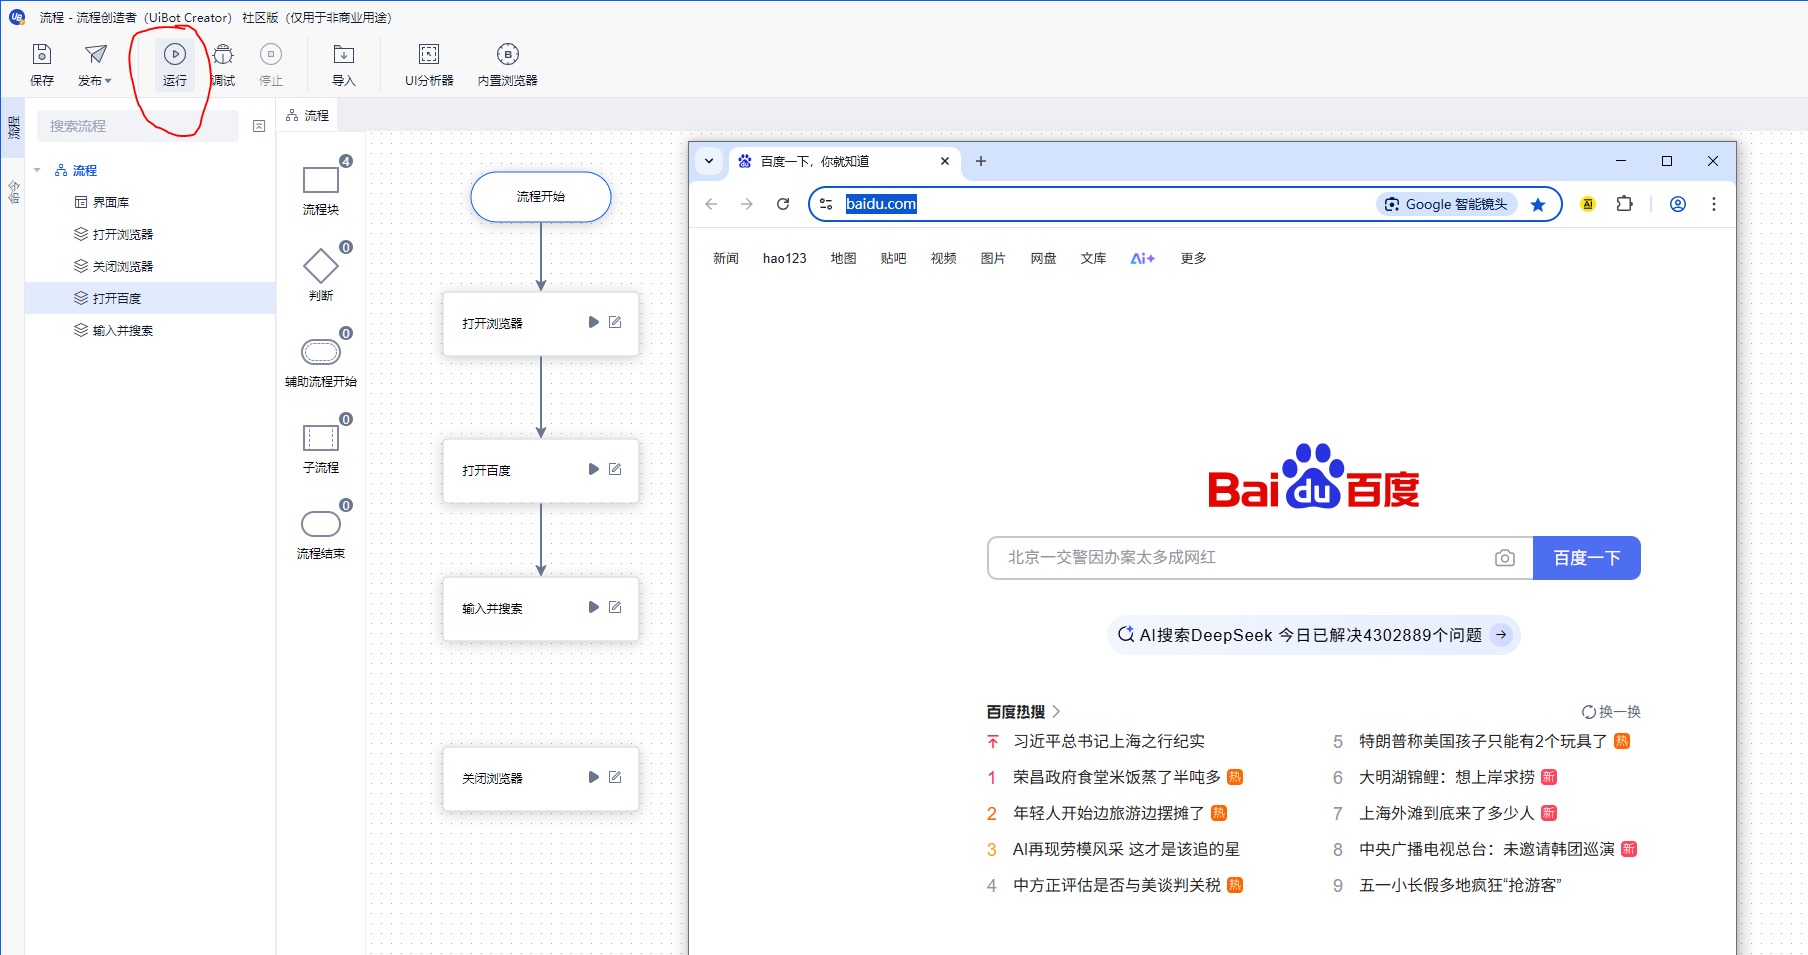 流程 - 流程创造者（UiBot Creator） 社区版（仅用于非商业用途）
保存
发布
运行
调试
停止
导入
UI分析器
内置浏览器
流程
命令
搜索流程
流程
界面库
打开浏览器
关闭浏览器
打开百度
输入并搜索
流程
4
流程块
0
判断
0
辅助流程开始
0
子流程
0
流程结束
流程开始
打开浏览器
打开百度
输入并搜索
关闭浏览器
百度一下，你就知道
baidu.com
Google 智能镜头
AI
新闻 hao123 地图 贴吧 视频 图片 网盘 文库 Ai+ 更多
Bai du 百度
北京一交警因办案太多成网红
百度一下
AI搜索DeepSeek 今日已解决4302889个问题
百度热搜
换一换
习近平总书记上海之行纪实
1 荣昌政府食堂米饭蒸了半吨多 热
2 年轻人开始边旅游边摆摊了 热
3 AI再现劳模风采 这才是该追的星
4 中方正评估是否与美谈判关税 热
5 特朗普称美国孩子只能有2个玩具了 热
6 大明湖锦鲤：想上岸求捞 新
7 上海外滩到底来了多少人 新
8 中央广播电视总台：未邀请韩团巡演 新
9 五一小长假多地疯狂“抢游客”